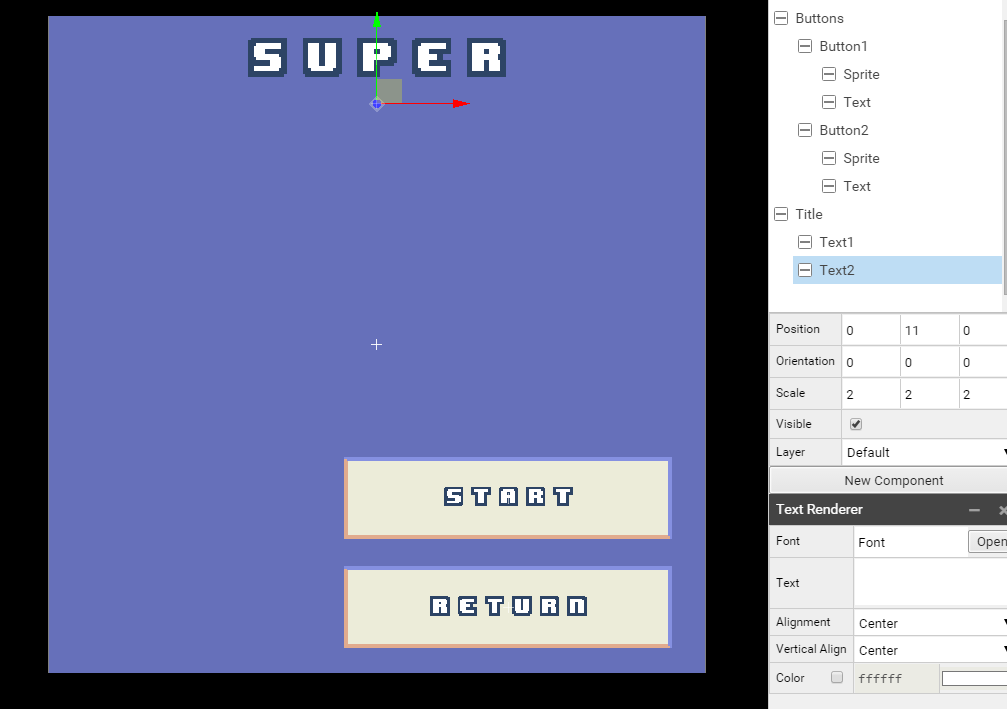 SUPER
START
RETURN
Buttons
Button1
Sprite
Text
Button2
Sprite
Text
Title
Text1
Text2
Position 0 11 0
Orientation 0 0 0
Scale 2 2 2
Visible
Layer Default
New Component
Text Renderer
Font Font Open
Text
Alignment Center
Vertical Align Center
Color ffffff